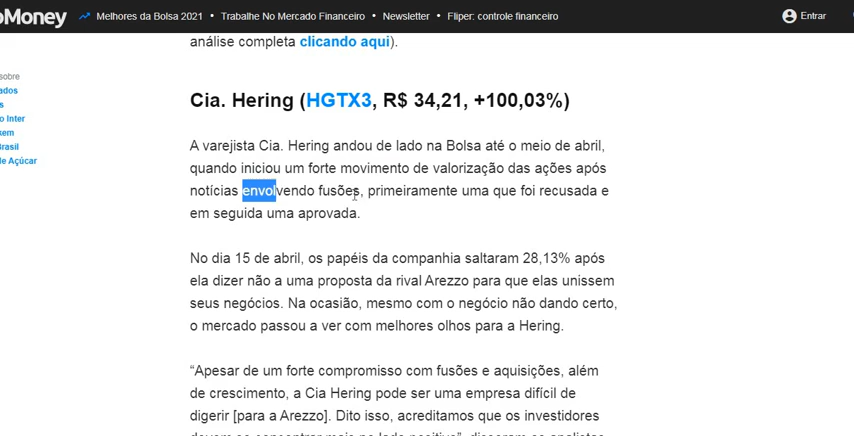 oMoney Melhores da Bolsa 2021 • Trabalhe No Mercado Financeiro • Newsletter • Fliper: controle financeiro Entrar
análise completa clicando aqui).
sobre
ados
s
o Inter
kem
Brasil
de Açúcar
Cia. Hering (HGTX3, R$ 34,21, +100,03%)
A varejista Cia. Hering andou de lado na Bolsa até o meio de abril,
quando iniciou um forte movimento de valorização das ações após
notícias envolvendo fusões, primeiramente uma que foi recusada e
em seguida uma aprovada.
No dia 15 de abril, os papéis da companhia saltaram 28,13% após
ela dizer não a uma proposta da rival Arezzo para que elas unissem
seus negócios. Na ocasião, mesmo com o negócio não dando certo,
o mercado passou a ver com melhores olhos para a Hering.
“Apesar de um forte compromisso com fusões e aquisições, além
de crescimento, a Cia Hering pode ser uma empresa difícil de
digerir [para a Arezzo]. Dito isso, acreditamos que os investidores